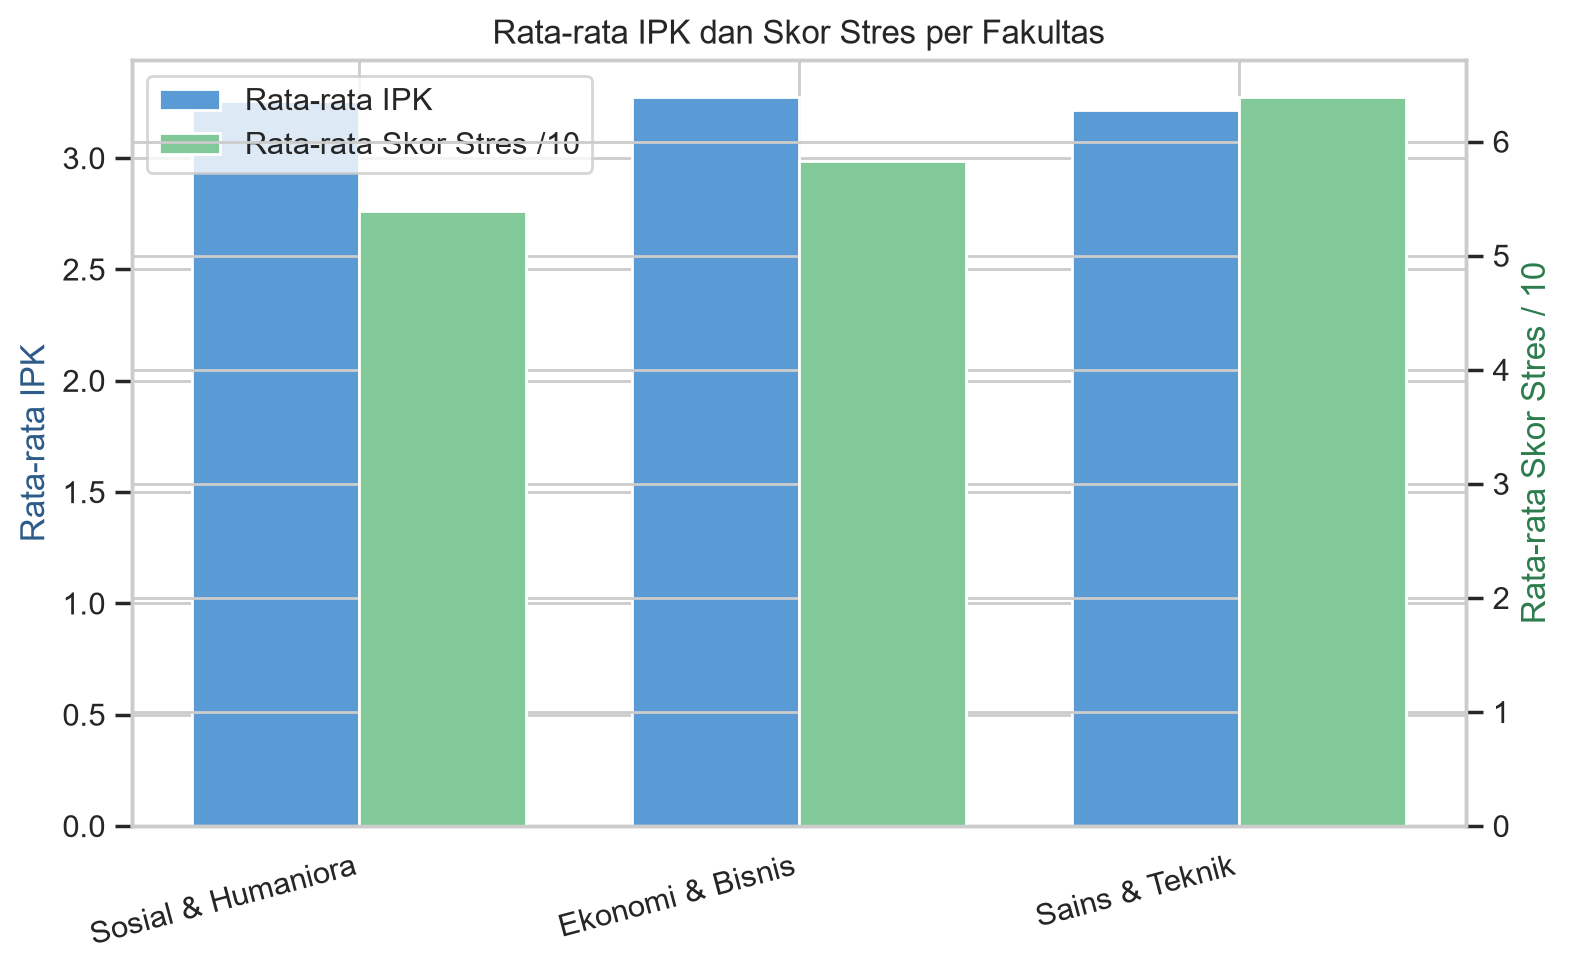 Rata-rata IPK dan Skor Stres per Fakultas
Rata-rata IPK
Rata-rata Skor Stres /10
Rata-rata IPK
3.0
2.5
2.0
1.5
1.0
0.5
0.0
6
5
4
3
2
1
0
Rata-rata Skor Stres / 10
Sosial & Humaniora
Ekonomi & Bisnis
Sains & Teknik